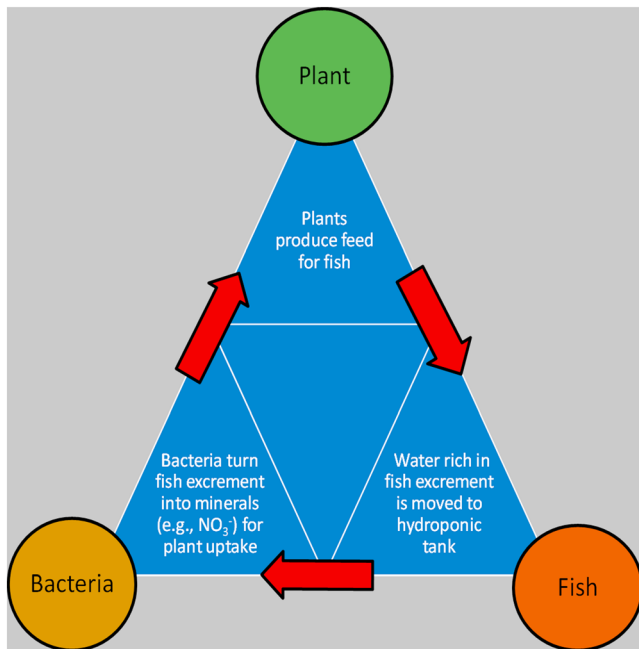 Plant
Plants
produce feed
for fish
Bacteria turn
fish excrement
into minerals
(e.g., NO₃⁻) for
plant uptake
Water rich in
fish excrement
is moved to
hydroponic
tank
Bacteria
Fish